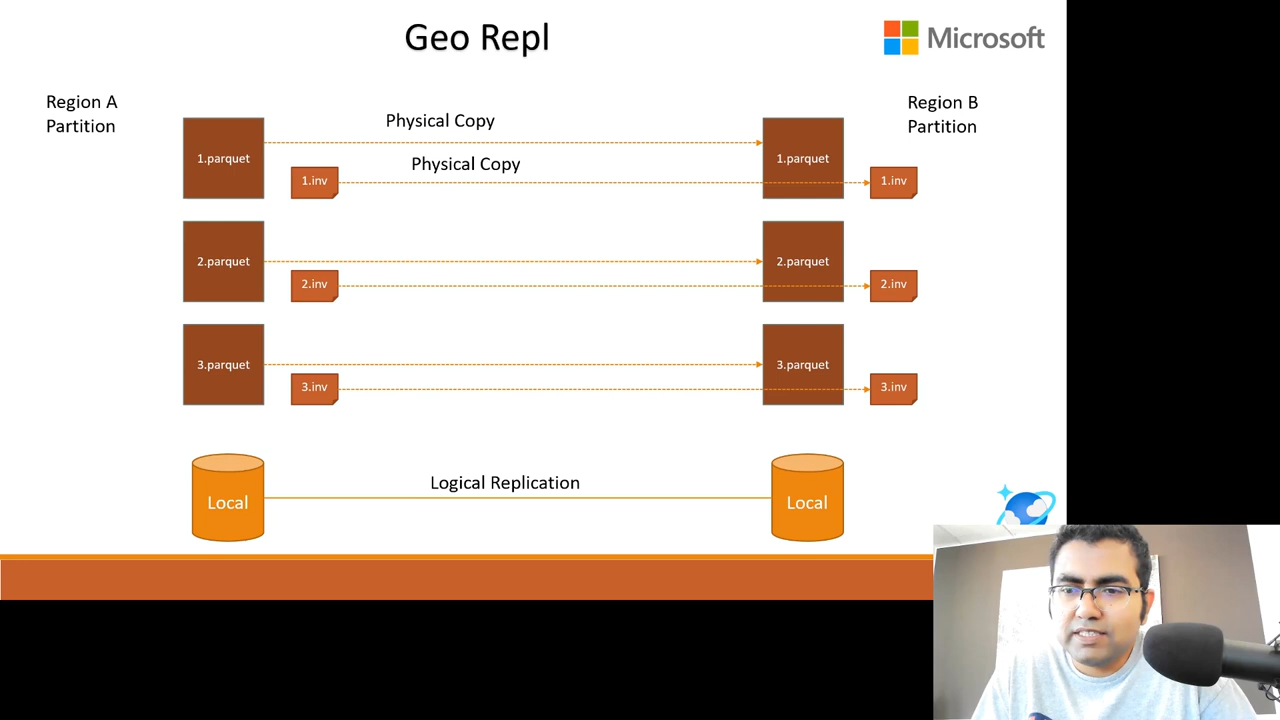 Geo Repl
Microsoft
Region A
Partition
Region B
Partition
Physical Copy
1.parquet
1.parquet
Physical Copy
1.inv
1.inv
2.parquet
2.parquet
2.inv
2.inv
3.parquet
3.parquet
3.inv
3.inv
Logical Replication
Local
Local